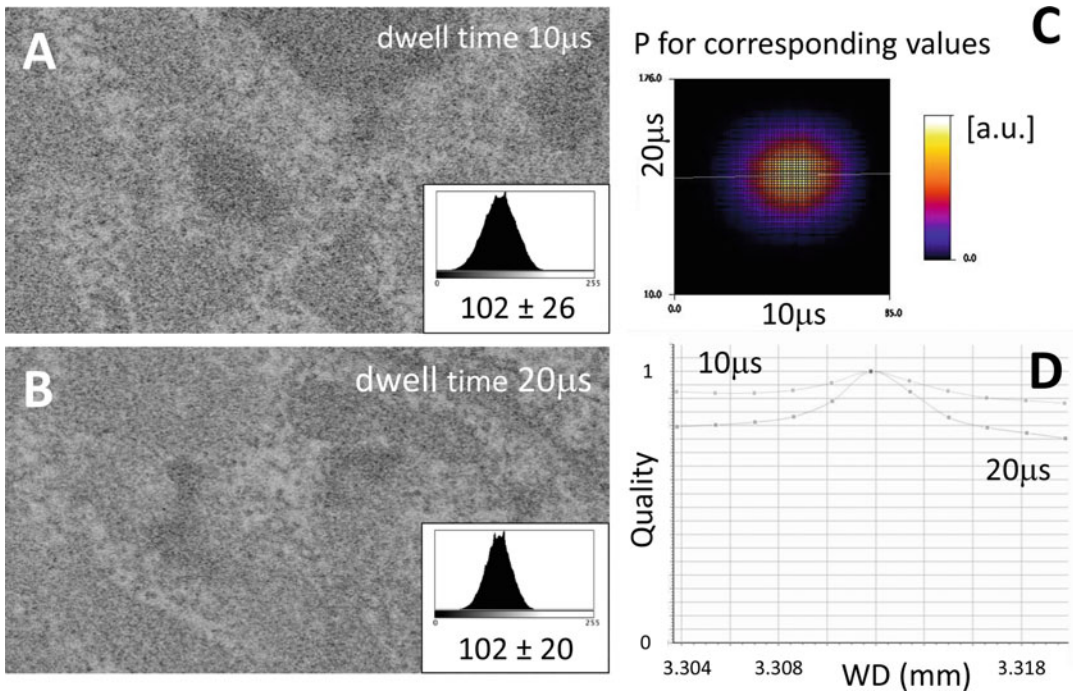 A
dwell time 10μs
0
255
102 ± 26
B
dwell time 20μs
0
255
102 ± 20
C
P for corresponding values
176.0
20μs
10.0
0.0
10μs
85.0
[a.u.]
0.0
D
1
10μs
20μs
Quality
0
3.304
3.308
WD (mm)
3.318